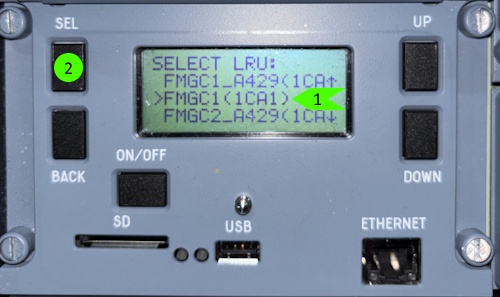 SEL
UP
2
SELECT LRU:
FMGC1_A429(1CA↑
>FMGC1(1CA1)
1
FMGC2_A429(1CA↓
BACK
DOWN
ON/OFF
SD
USB
ETHERNET